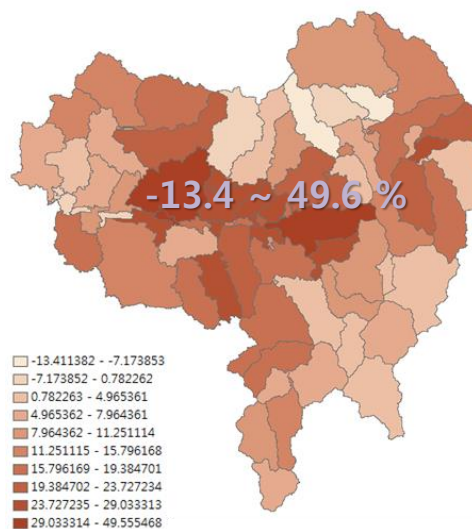 -13.4 ~ 49.6 %
-13.411382 - -7.173853
-7.173852 - 0.782262
0.782263 - 4.965361
4.965362 - 7.964361
7.964362 - 11.251114
11.251115 - 15.796168
15.796169 - 19.384701
19.384702 - 23.727234
23.727235 - 29.033313
29.033314 - 49.555468